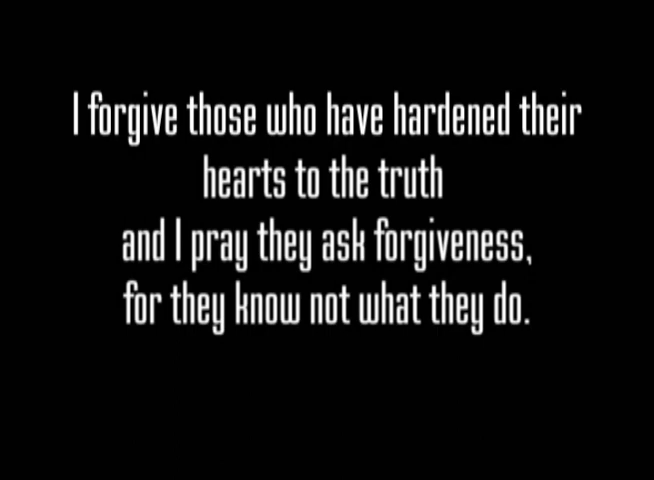 I forgive those who have hardened their
hearts to the truth
and I pray they ask forgiveness,
for they know not what they do.